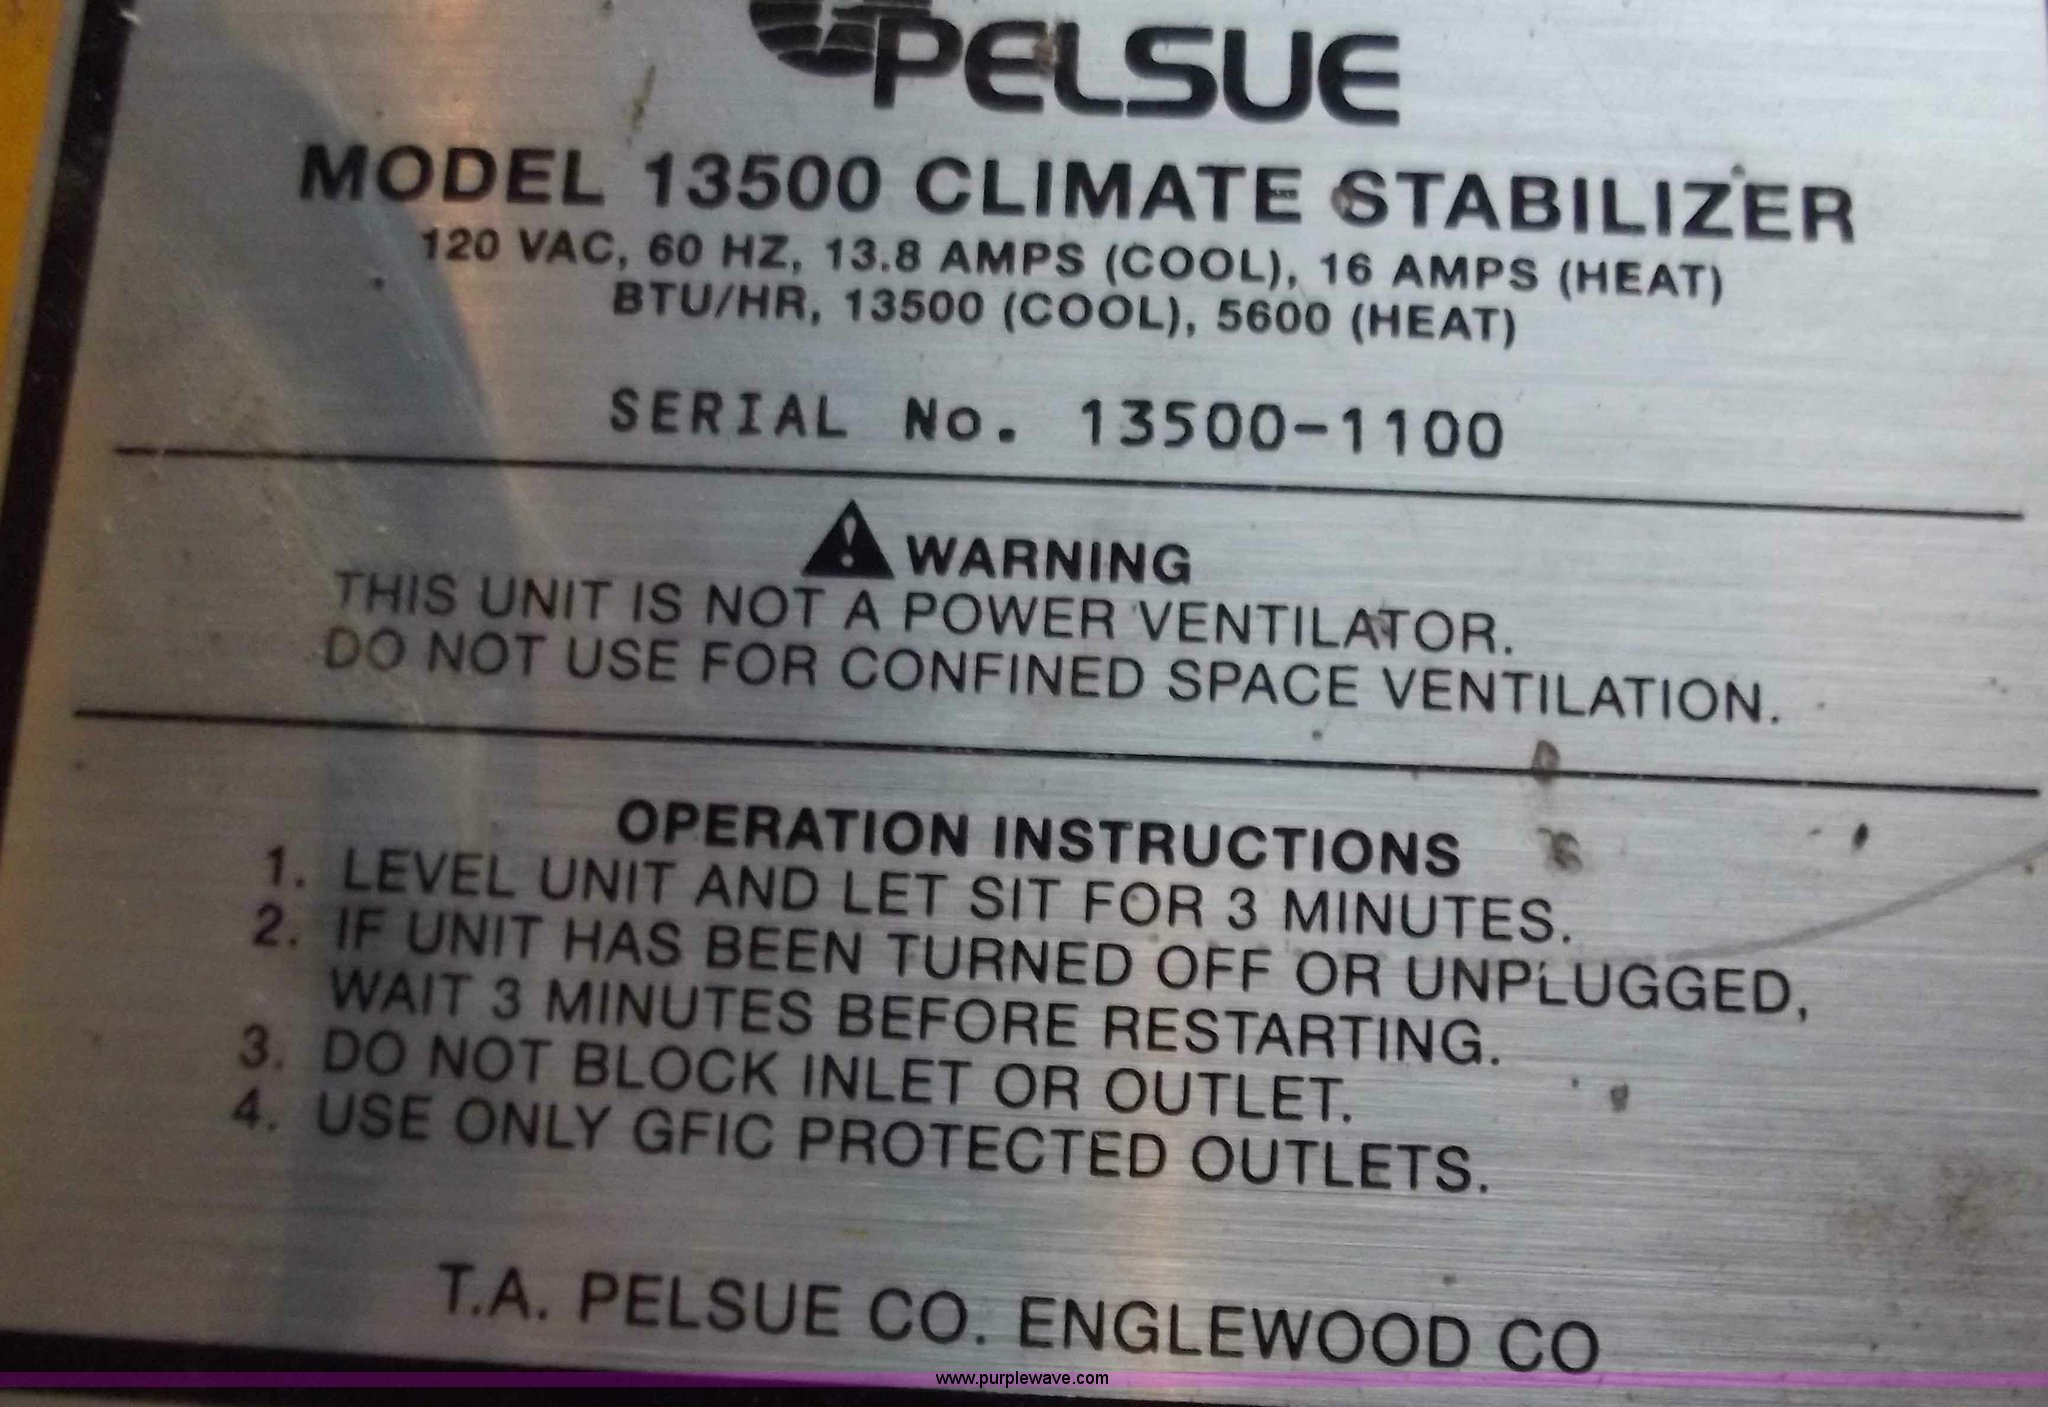 PELSUE
MODEL 13500 CLIMATE STABILIZER
120 VAC, 60 HZ, 13.8 AMPS (COOL), 16 AMPS (HEAT)
BTU/HR, 13500 (COOL), 5600 (HEAT)
SERIAL No. 13500-1100
WARNING
THIS UNIT IS NOT A POWER VENTILATOR.
DO NOT USE FOR CONFINED SPACE VENTILATION.
OPERATION INSTRUCTIONS
1. LEVEL UNIT AND LET SIT FOR 3 MINUTES.
2. IF UNIT HAS BEEN TURNED OFF OR UNPLUGGED,
WAIT 3 MINUTES BEFORE RESTARTING.
3. DO NOT BLOCK INLET OR OUTLET.
4. USE ONLY GFIC PROTECTED OUTLETS.
T.A. PELSUE CO. ENGLEWOOD CO
www.purplewave.com